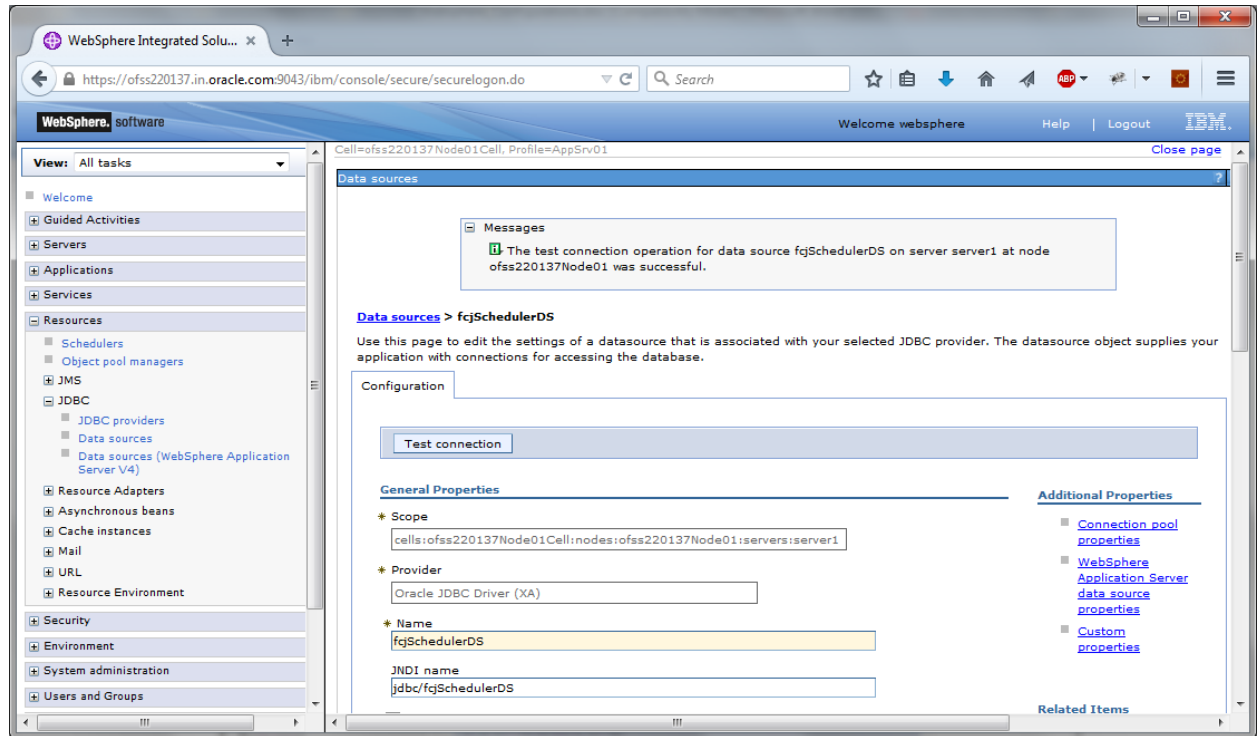 WebSphere Integrated Solu... × +
https://ofss220137.in.oracle.com:9043/ibm/console/secure/securelogon.do
Search
ABP
WebSphere. software
Welcome websphere
Help | Logout
IBM.
View: All tasks
Welcome
Guided Activities
Servers
Applications
Services
Resources
Schedulers
Object pool managers
JMS
JDBC
JDBC providers
Data sources
Data sources (WebSphere Application
Server V4)
Resource Adapters
Asynchronous beans
Cache instances
Mail
URL
Resource Environment
Security
Environment
System administration
Users and Groups
Cell=ofss220137Node01Cell, Profile=AppSrv01
Close page
Data sources
?
Messages
The test connection operation for data source fcjSchedulerDS on server server1 at node
ofss220137Node01 was successful.
Data sources > fcjSchedulerDS
Use this page to edit the settings of a datasource that is associated with your selected JDBC provider. The datasource object supplies your
application with connections for accessing the database.
Configuration
Test connection
General Properties
* Scope
cells:ofss220137Node01Cell:nodes:ofss220137Node01:servers:server1
* Provider
Oracle JDBC Driver (XA)
* Name
fcjSchedulerDS
JNDI name
jdbc/fcjSchedulerDS
Additional Properties
Connection pool
properties
WebSphere
Application Server
data source
properties
Custom
properties
Related Items